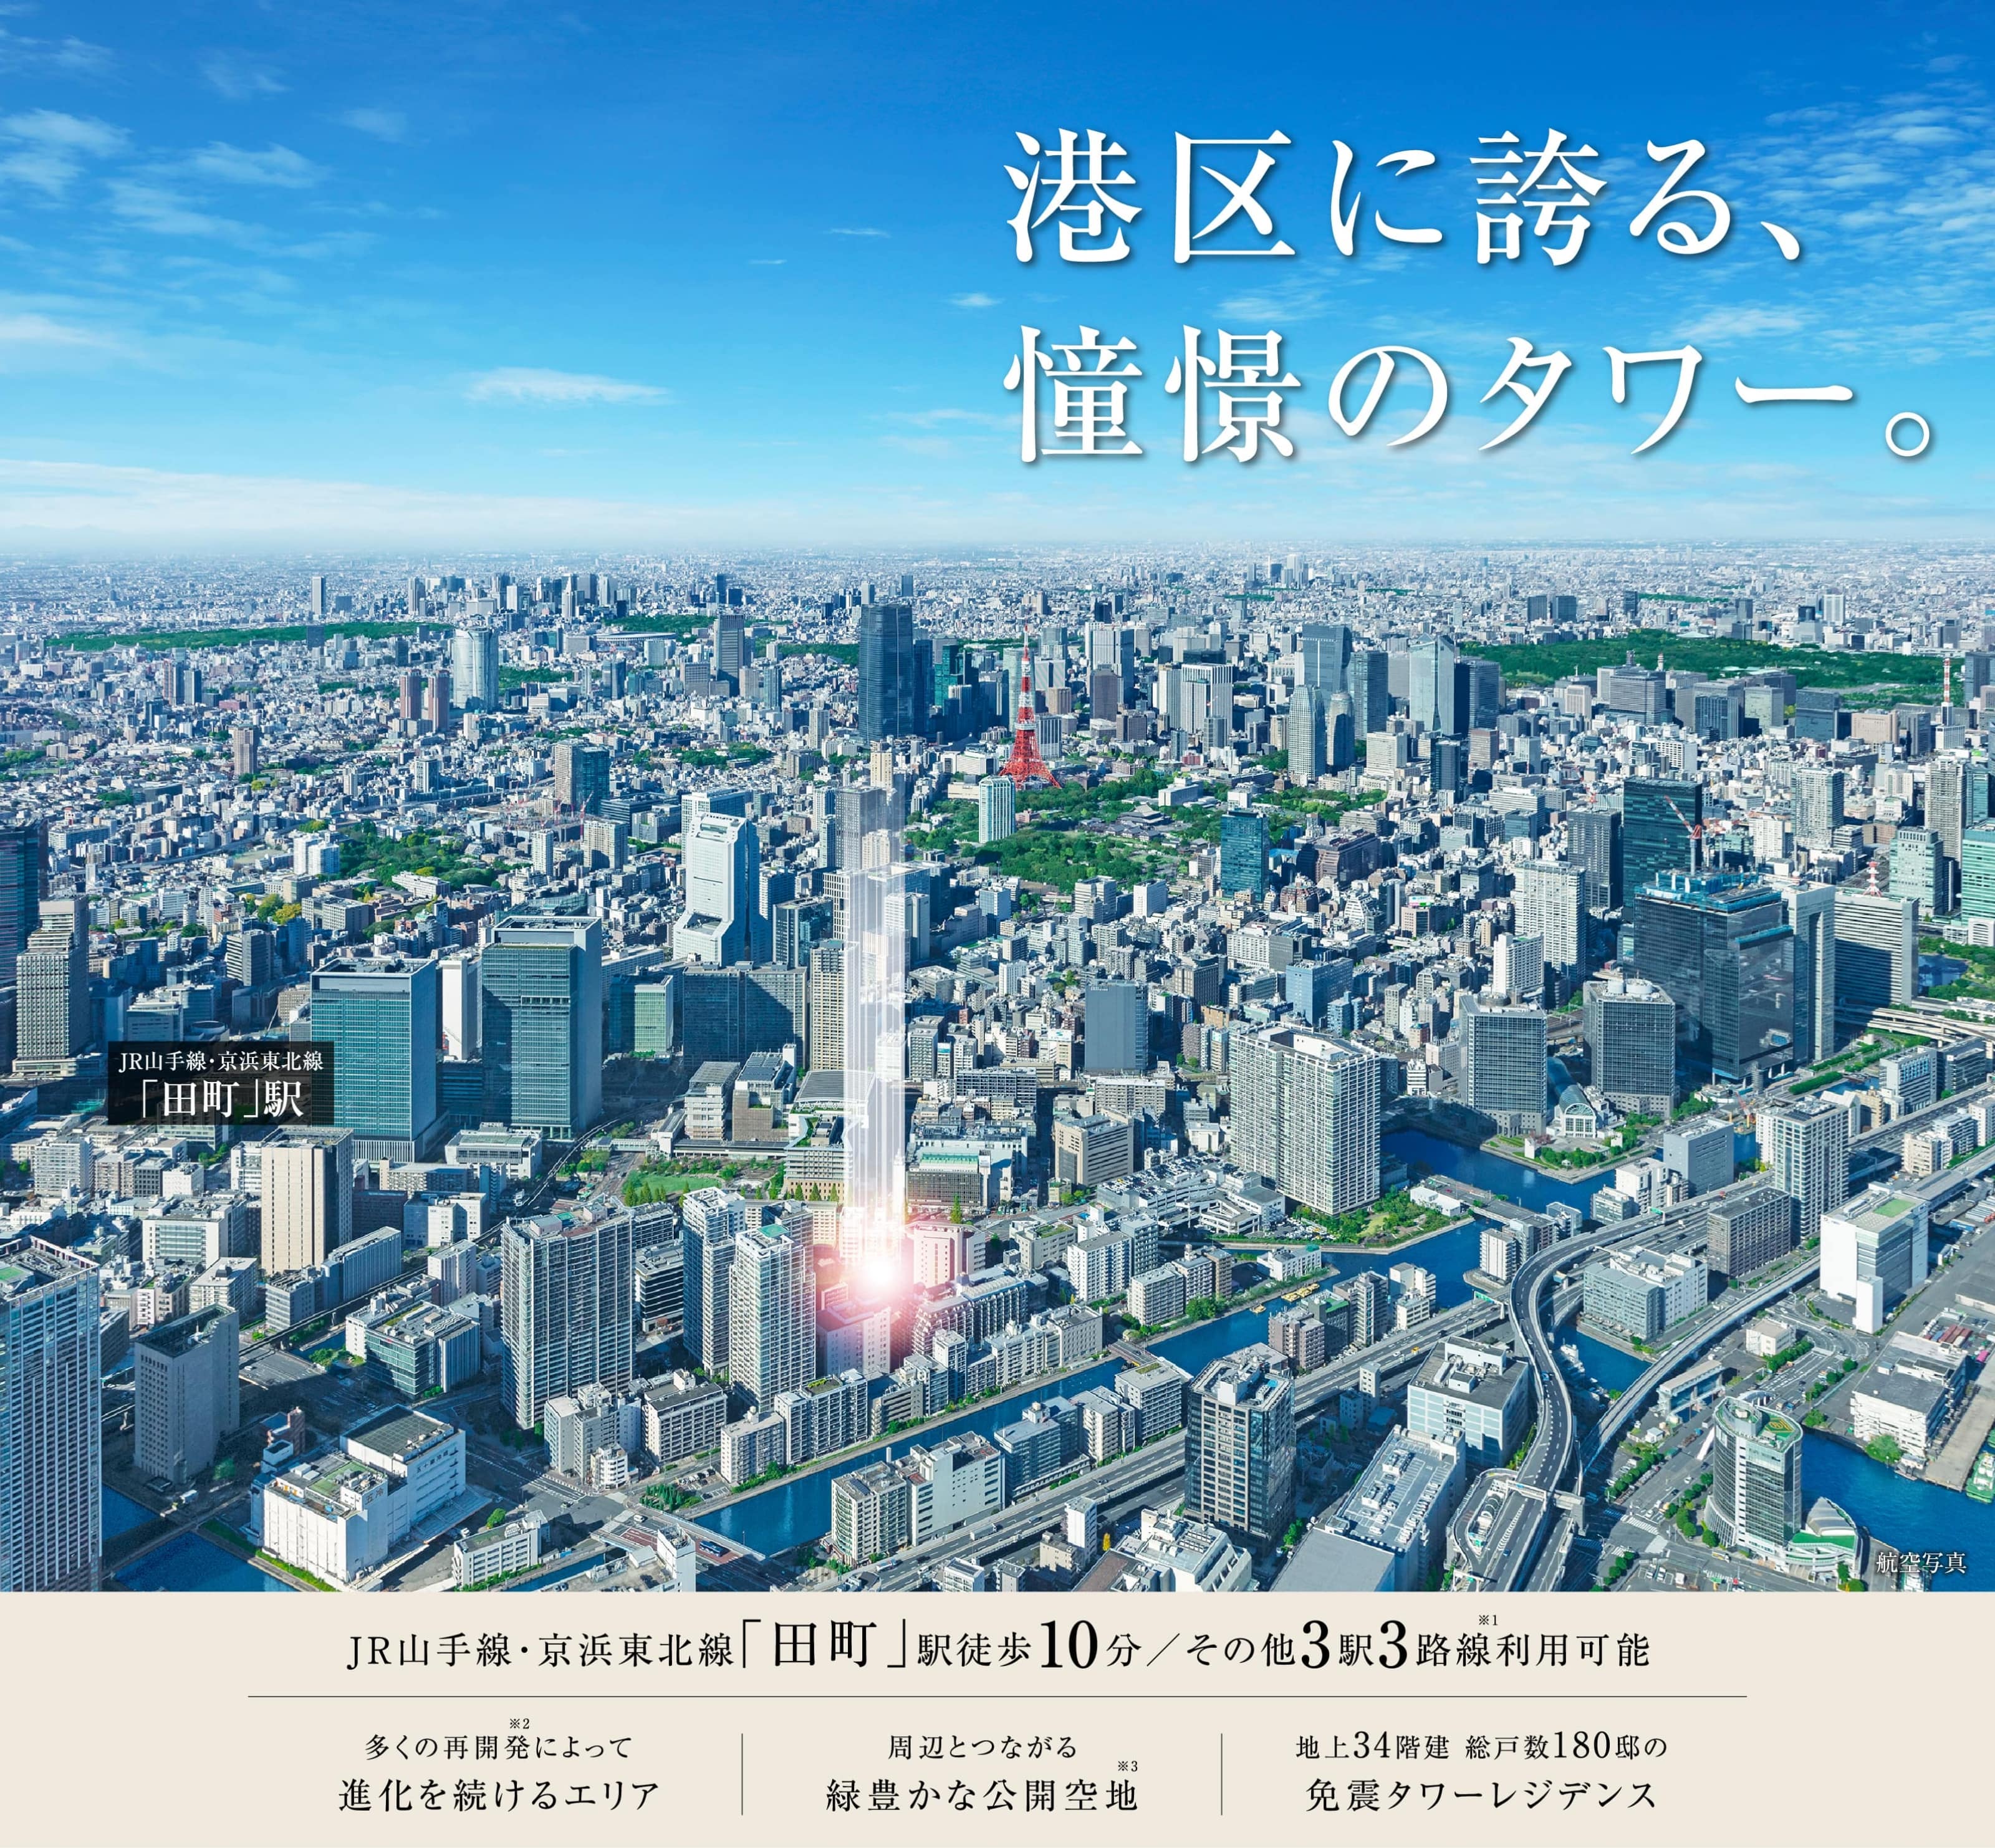 港区に誇る、
憧憬のタワー。
JR山手線・京浜東北線
「田町」駅
航空写真
JR山手線・京浜東北線「田町」駅徒歩10分／その他3駅3路線※1利用可能
多くの再開発※2によって
進化を続けるエリア
周辺とつながる
緑豊かな公開空地※3
地上34階建 総戸数180邸の
免震タワーレジデンス